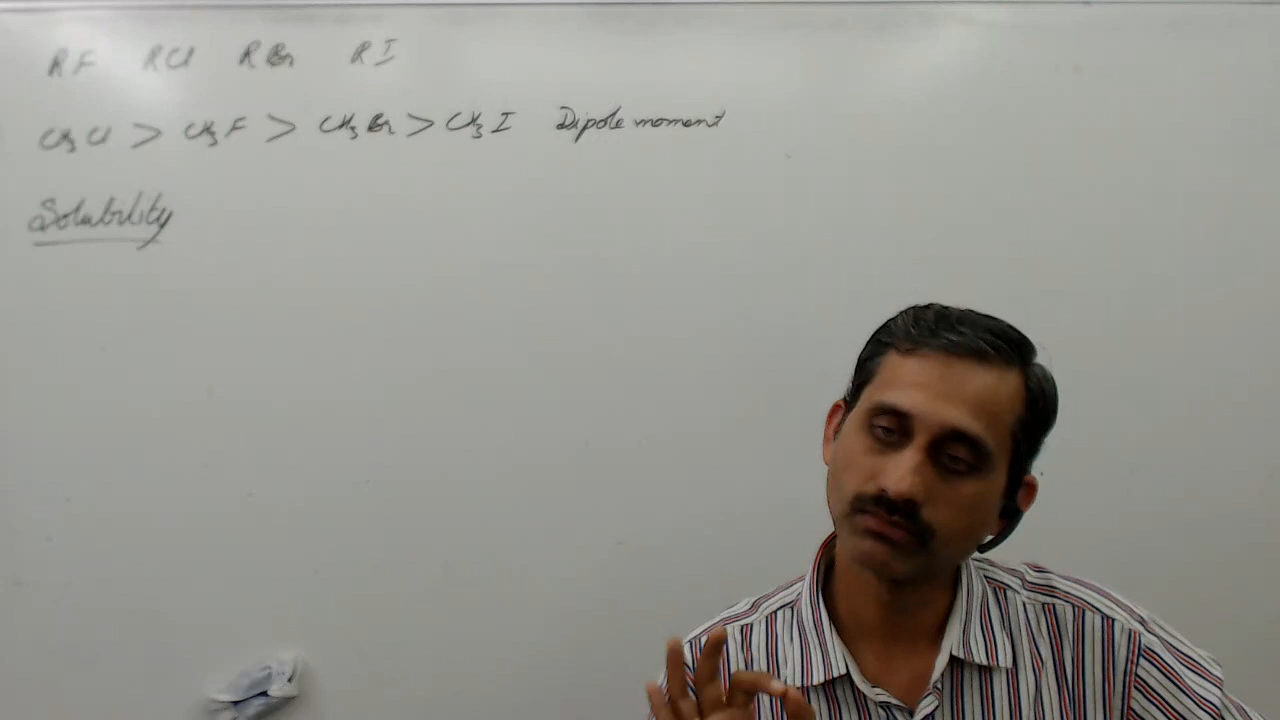 RF RCl RBr RI
CH3Cl > CH3F > CH3Br > CH3I Dipole moment
Solubility